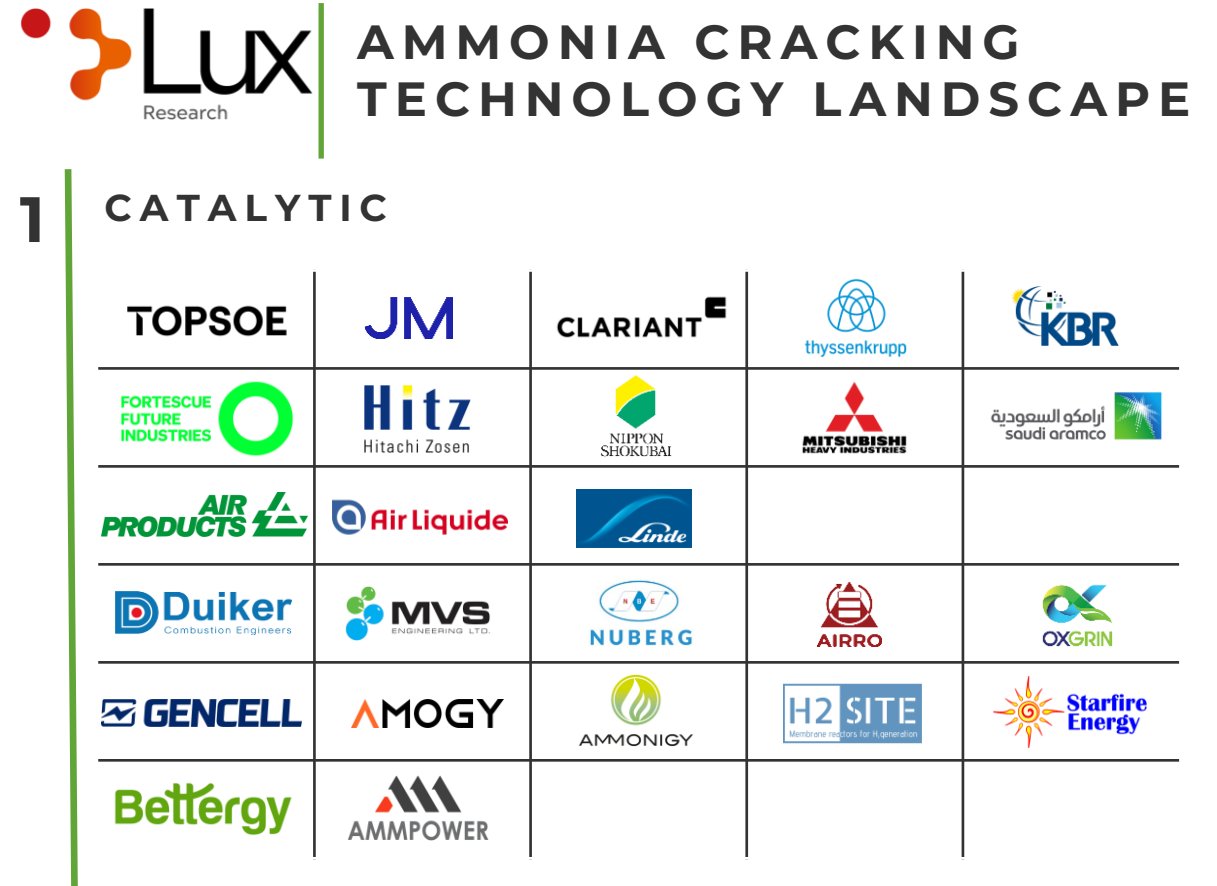 Lux
Research
AMMONIA CRACKING
TECHNOLOGY LANDSCAPE
1
CATALYTIC
TOPSOE
JM
CLARIANT
thyssenkrupp
KBR
FORTESCUE
FUTURE
INDUSTRIES
Hitz
Hitachi Zosen
NIPPON
SHOKUBAI
MITSUBISHI
HEAVY INDUSTRIES
أرامكو السعودية
saudi aramco
AIR
PRODUCTS
Air Liquide
Linde
Duiker
Combustion Engineers
MVS
ENGINEERING LTD.
N B E
NUBERG
AIRRO
OXGRIN
GENCELL
AMOGY
AMMONIGY
H2 SITE
Membrane reactors for H₂generation
Starfire
Energy
Bettergy
AMMPOWER